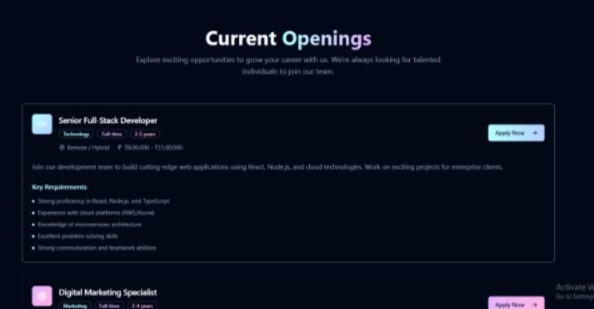 Current Openings
Explore exciting opportunities to grow your career with us. We're always looking for talented
individuals to join our team.
Senior Full-Stack Developer
Technology Full-time 3-5 years
Remote / Hybrid ₹8,00,000 - ₹15,00,000
Apply Now →
Join our development team to build cutting-edge web applications using React, Node.js, and cloud technologies. Work on exciting projects for enterprise clients.
Key Requirements
• Strong proficiency in React, Node.js, and TypeScript
• Experience with cloud platforms (AWS/Azure)
• Knowledge of microservices architecture
• Excellent problem-solving skills
• Strong communication and teamwork abilities
Digital Marketing Specialist
Marketing Full-time 2-4 years
Apply Now →
Activate W
Go to Setting